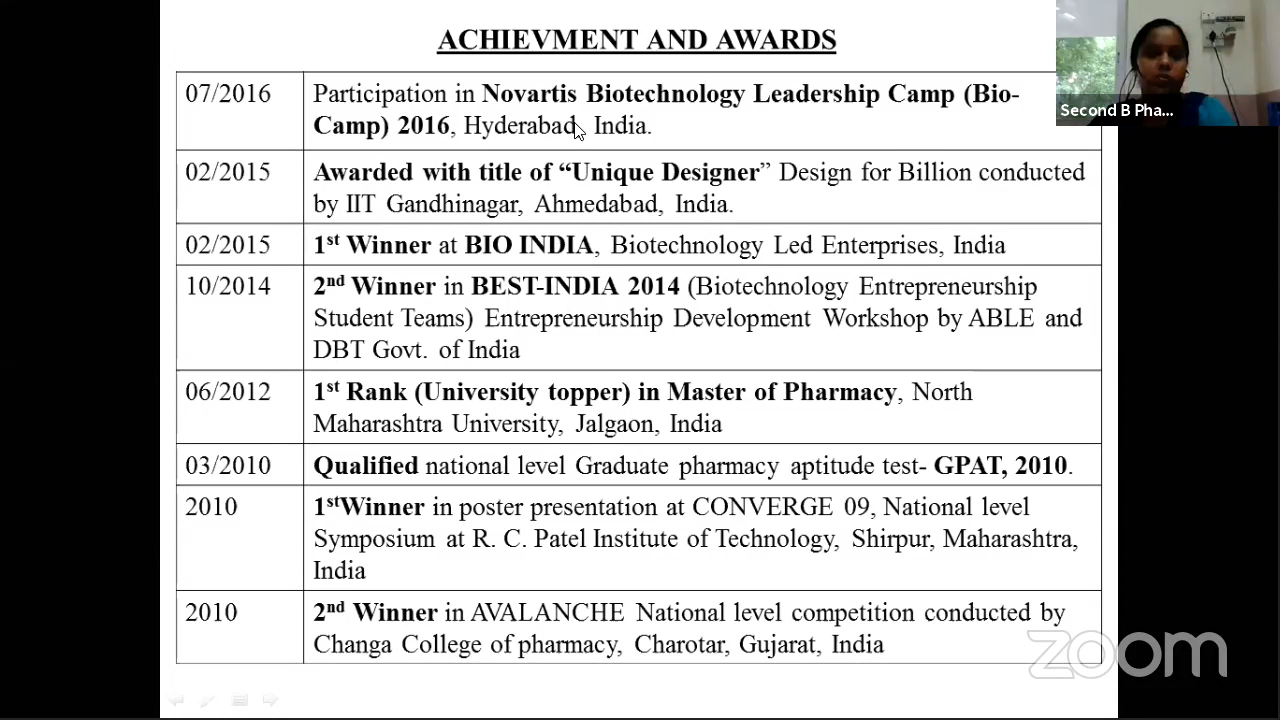 ACHIEVMENT AND AWARDS
07/2016
Participation in Novartis Biotechnology Leadership Camp (Bio-
Camp) 2016, Hyderabad, India.
Second B Pha...
02/2015
Awarded with title of “Unique Designer” Design for Billion conducted
by IIT Gandhinagar, Ahmedabad, India.
02/2015
1st Winner at BIO INDIA, Biotechnology Led Enterprises, India
10/2014
2nd Winner in BEST-INDIA 2014 (Biotechnology Entrepreneurship
Student Teams) Entrepreneurship Development Workshop by ABLE and
DBT Govt. of India
06/2012
1st Rank (University topper) in Master of Pharmacy, North
Maharashtra University, Jalgaon, India
03/2010
Qualified national level Graduate pharmacy aptitude test- GPAT, 2010.
2010
1stWinner in poster presentation at CONVERGE 09, National level
Symposium at R. C. Patel Institute of Technology, Shirpur, Maharashtra,
India
2010
2nd Winner in AVALANCHE National level competition conducted by
Changa College of pharmacy, Charotar, Gujarat, India
zoom